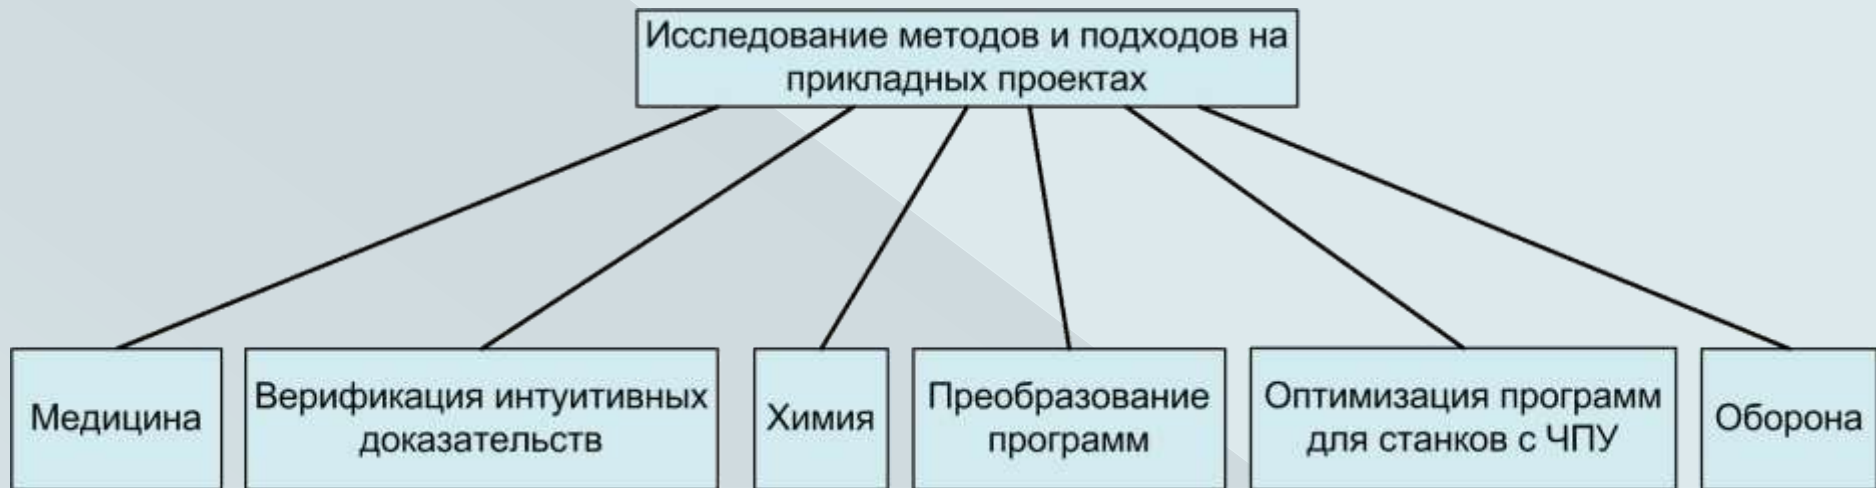 Исследование методов и подходов на
прикладных проектах
Медицина
Верификация интуитивных
доказательств
Химия
Преобразование
программ
Оптимизация программ
для станков с ЧПУ
Оборона